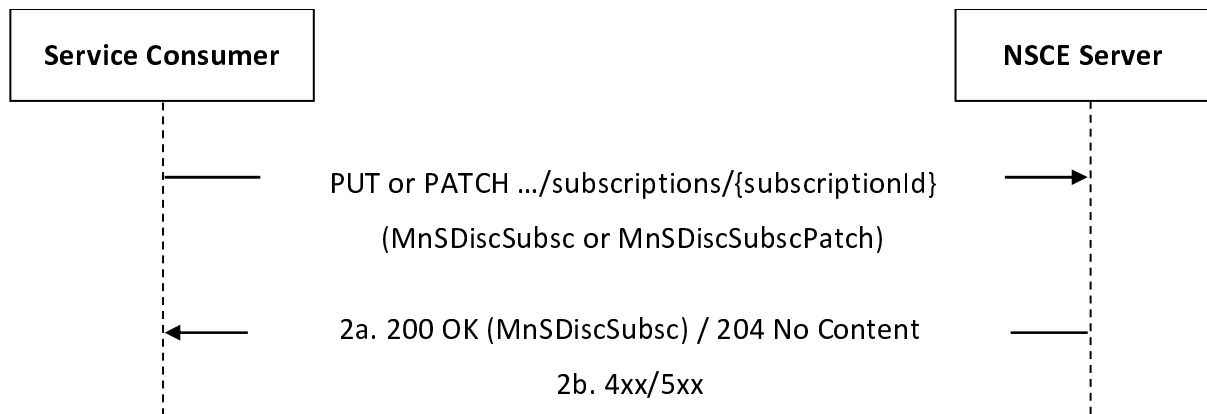 Service Consumer
NSCE Server
PUT or PATCH .../subscriptions/{subscriptionId}
(MnSDiscSubsc or MnSDiscSubscPatch)
2a. 200 OK (MnSDiscSubsc) / 204 No Content
2b. 4xx/5xx